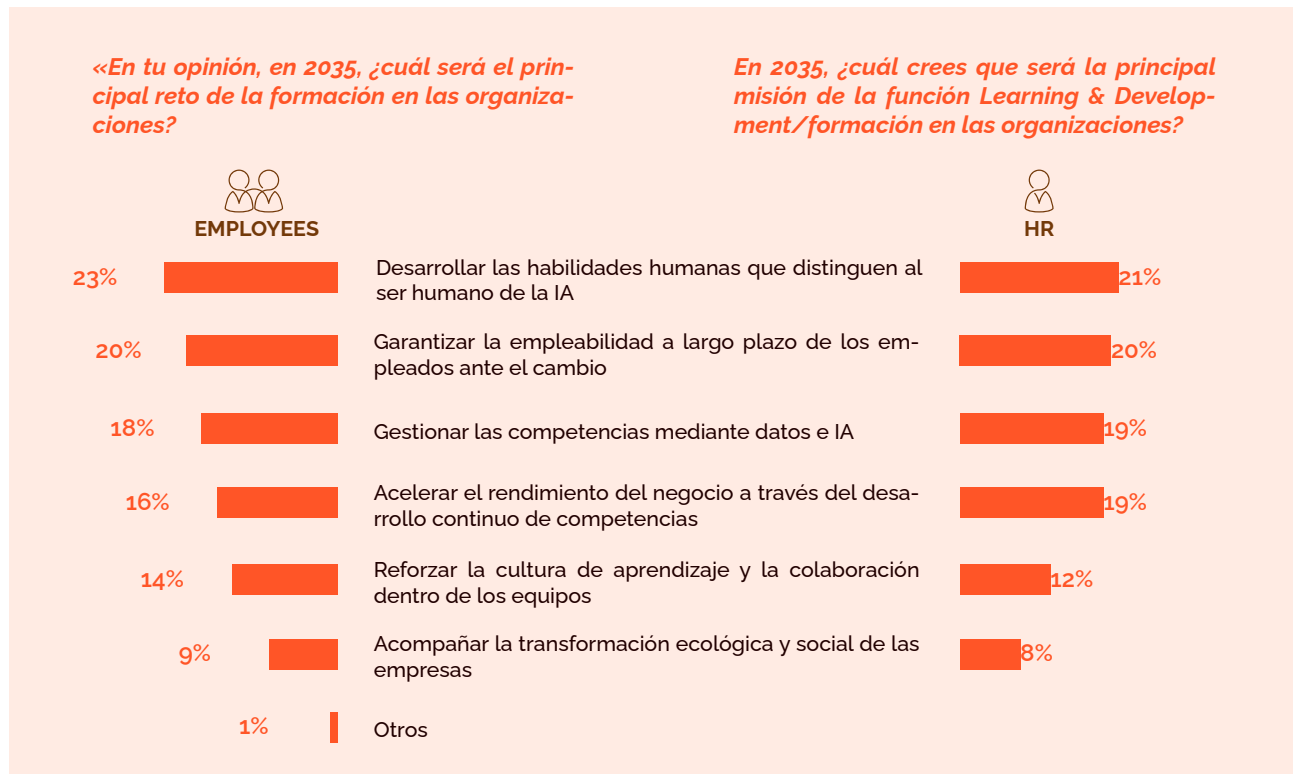 «En tu opinión, en 2035, ¿cuál será el prin-
cipal reto de la formación en las organiza-
ciones?
En 2035, ¿cuál crees que será la principal
misión de la función Learning & Develop-
ment/formación en las organizaciones?
EMPLOYEES
HR
23%
Desarrollar las habilidades humanas que distinguen al
ser humano de la IA
21%
20%
Garantizar la empleabilidad a largo plazo de los em-
pleados ante el cambio
20%
18%
Gestionar las competencias mediante datos e IA
19%
16%
Acelerar el rendimiento del negocio a través del desa-
rrollo continuo de competencias
19%
14%
Reforzar la cultura de aprendizaje y la colaboración
dentro de los equipos
12%
9%
Acompañar la transformación ecológica y social de las
empresas
8%
1%
Otros